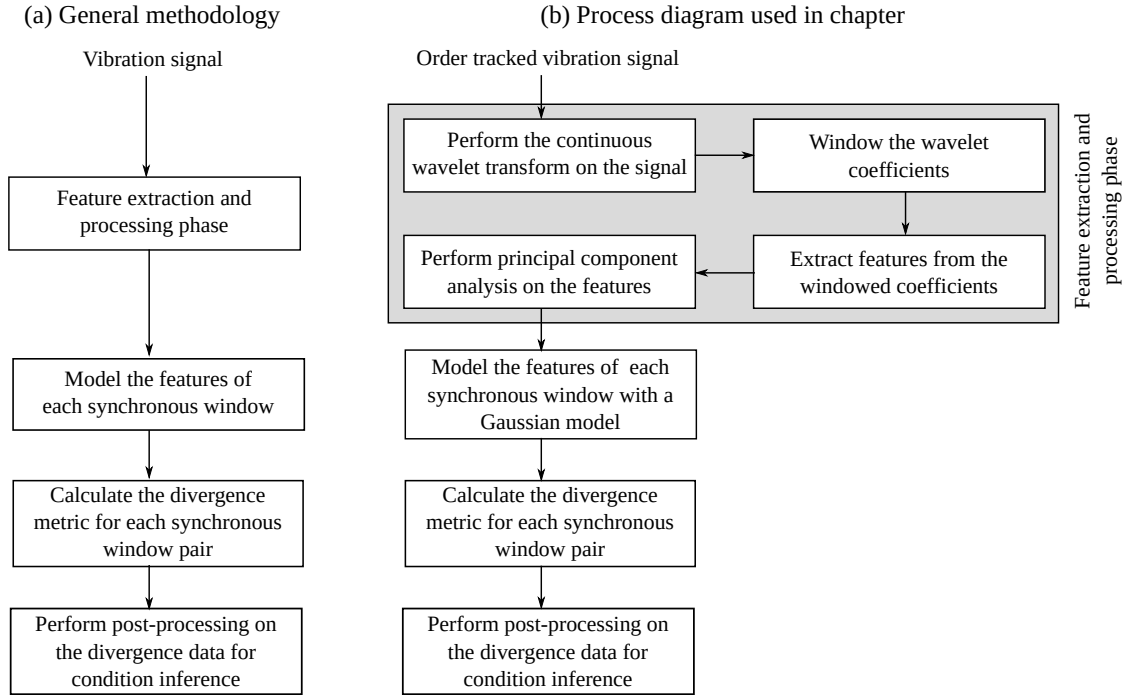 (a) General methodology
Vibration signal
Feature extraction and
processing phase
Model the features of
each synchronous window
Calculate the divergence
metric for each synchronous
window pair
Perform post-processing on
the divergence data for
condition inference
(b) Process diagram used in chapter
Order tracked vibration signal
Perform the continuous
wavelet transform on the signal
Window the wavelet
coefficients
Extract features from the
windowed coefficients
Perform principal component
analysis on the features
Feature extraction and
processing phase
Model the features of each
synchronous window with a
Gaussian model
Calculate the divergence
metric for each synchronous
window pair
Perform post-processing on
the divergence data for
condition inference